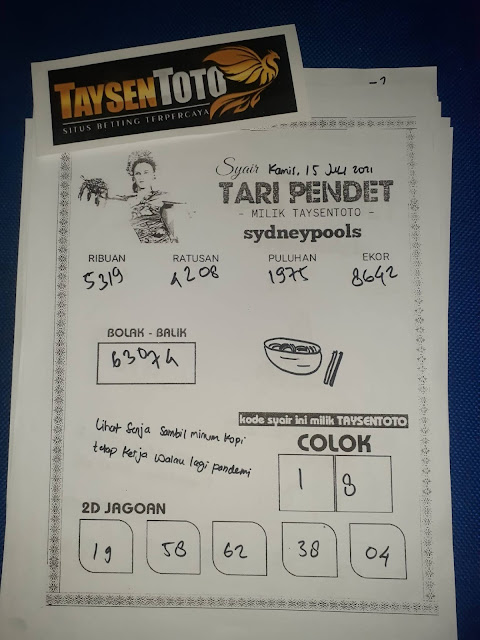 TAYSENTOTO
SITUS BETTING TERPERCAYA
Syair Kamis, 15 Juli 2021
TARI PENDET
- MILIK TAYSENTOTO -
sydneypools
RIBUAN RATUSAN PULUHAN EKOR
5319 4208 1975 8642
BOLAK - BALIK
63074
kode syair ini milik TAYSENTOTO
Lihat Senja Sambil minum kopi
tetap kerja walau lagi pandemi
COLOK
1 8
2D JAGOAN
19 58 62 38 04